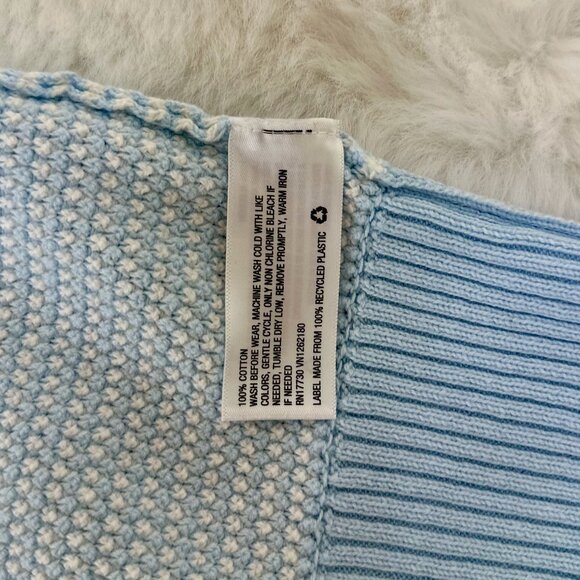 100% COTTON
WASH BEFORE WEAR, MACHINE WASH COLD WITH LIKE
COLORS, GENTLE CYCLE, ONLY NON CHLORINE BLEACH IF
NEEDED, TUMBLE DRY LOW, REMOVE PROMPTLY, WARM IRON
IF NEEDED
RN17730 VN1262180
LABEL MADE FROM 100% RECYCLED PLASTIC